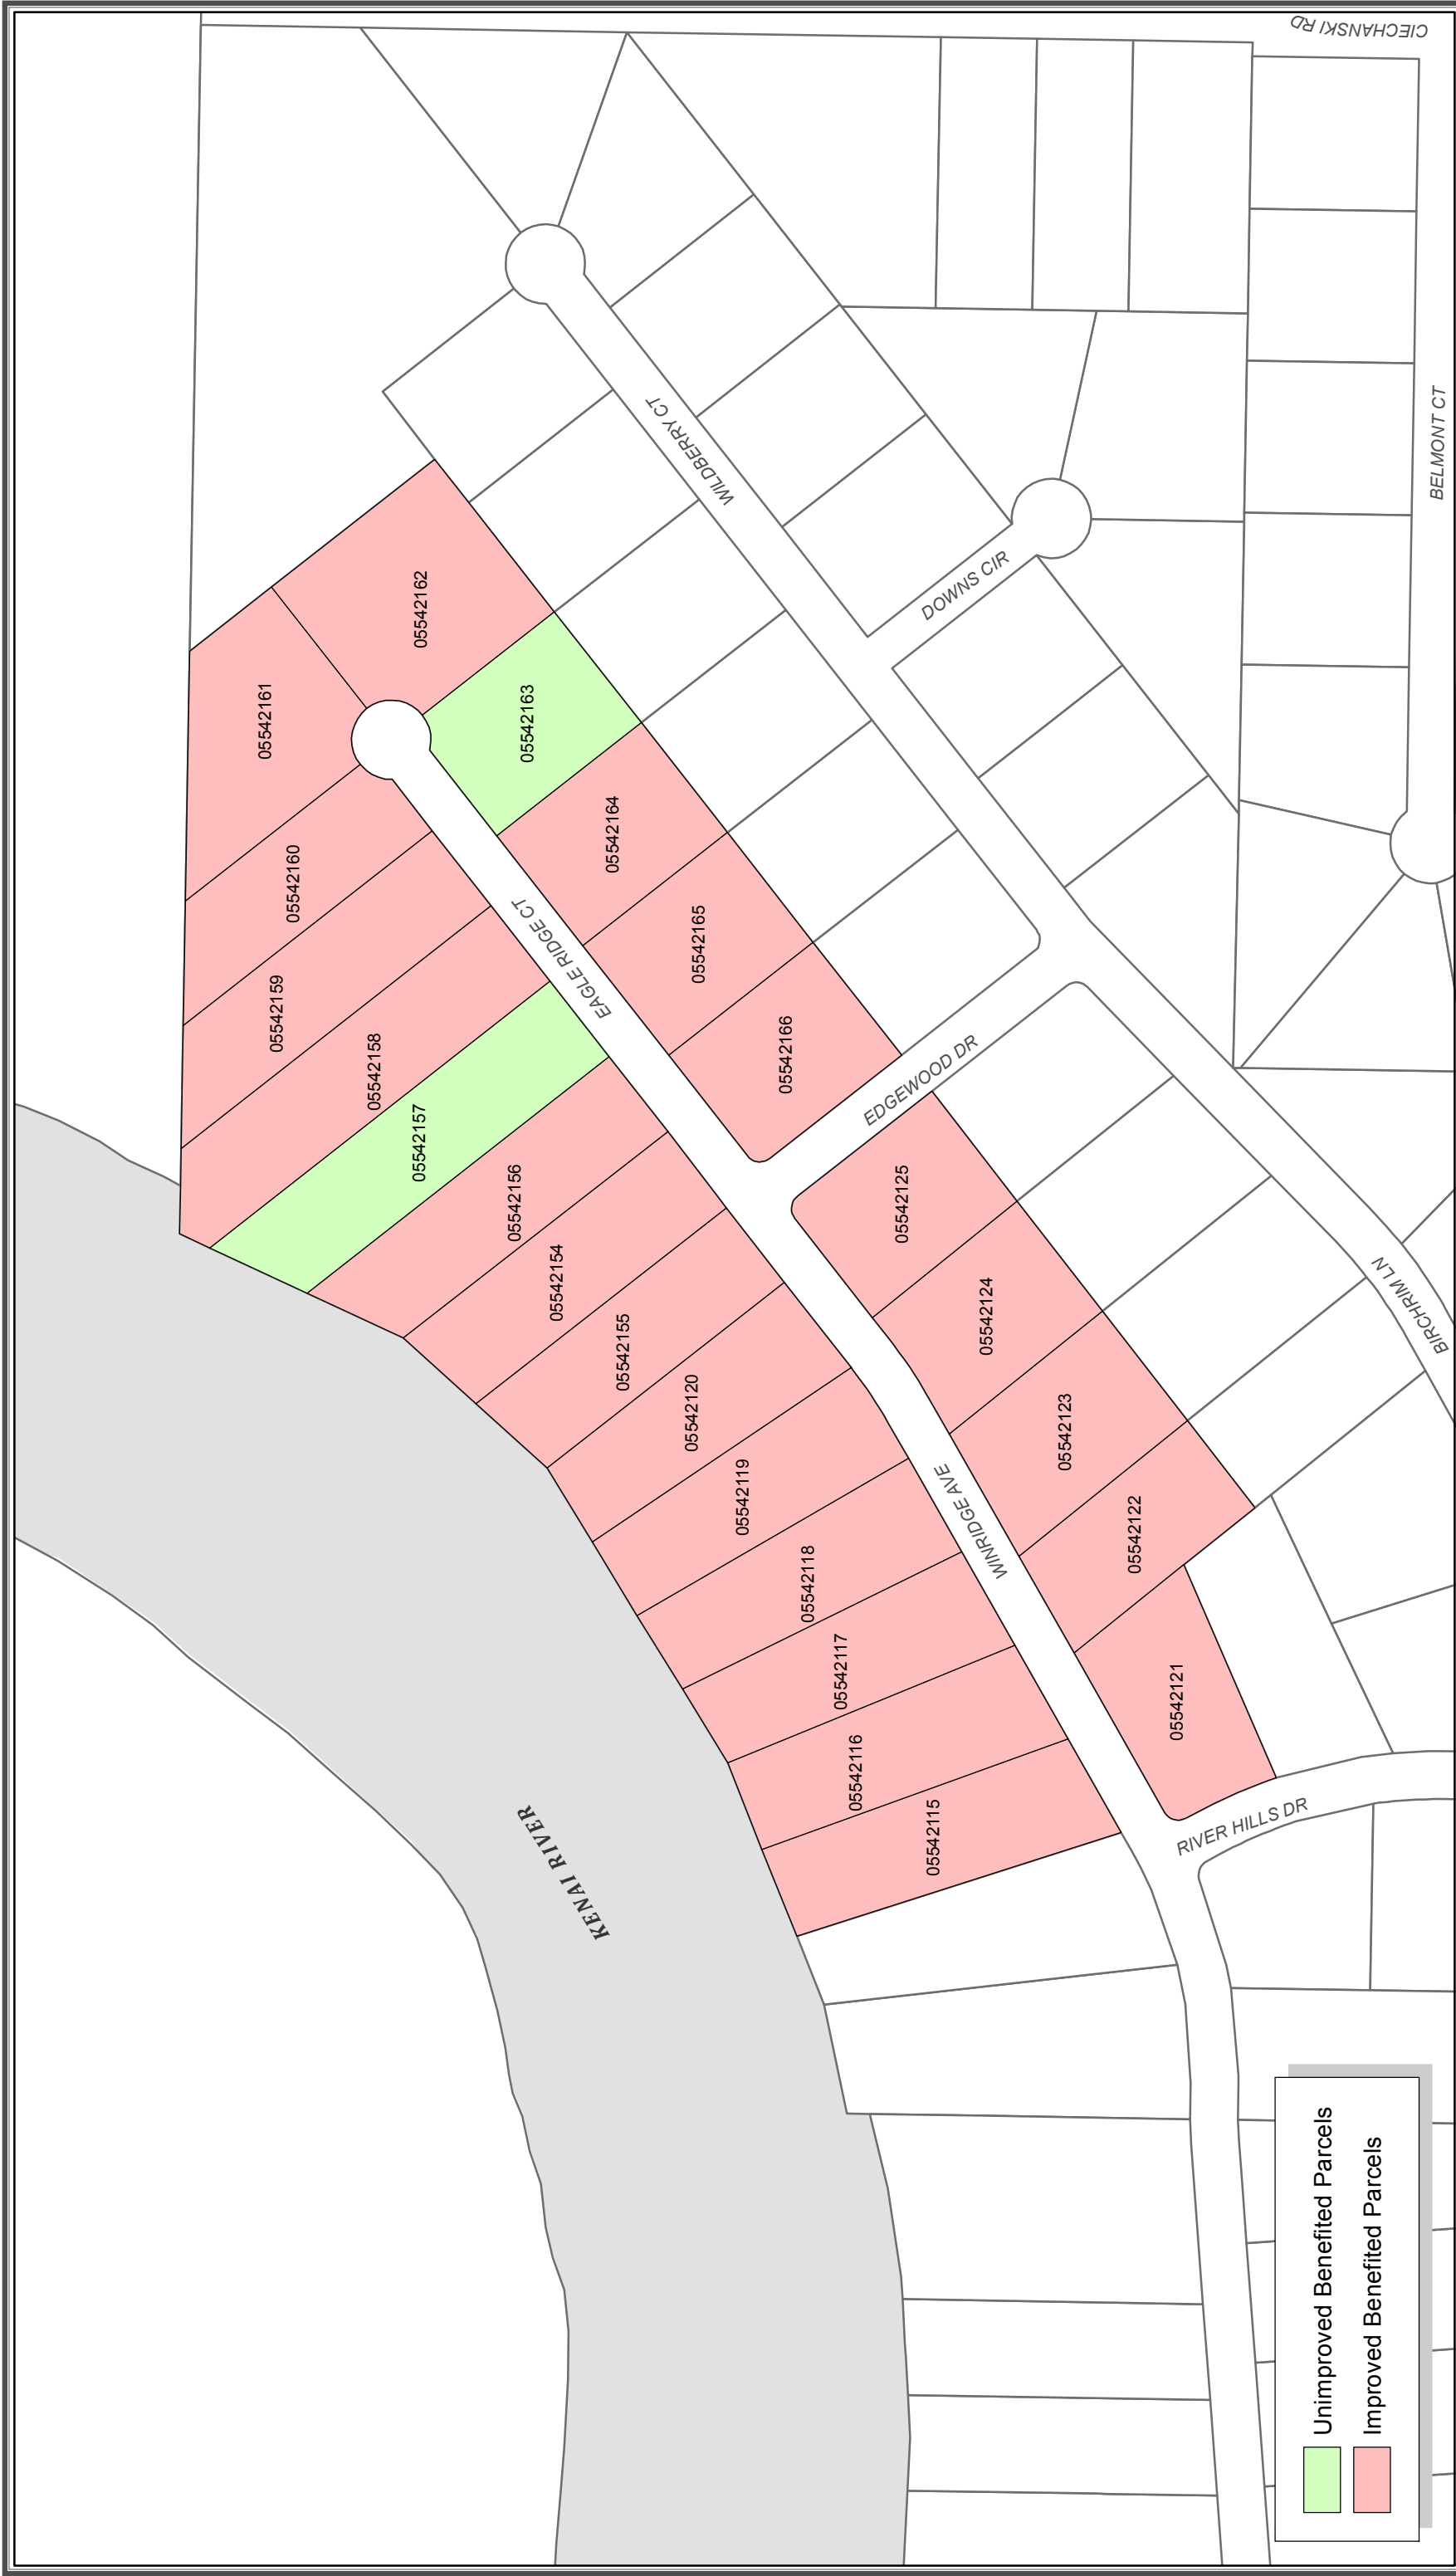 CIECHANSKI RD
BELMONT CT
WILDBERRY CT
DOWNS CIR
05542162
05542161
05542163
05542164
05542160
05542165
EAGLE RIDGE CT
05542159
05542166
05542158
EDGEWOOD DR
05542157
05542156
05542125
05542154
05542124
05542155
BIRCHRIM LN
05542120
05542123
05542119
WINRIDGE AVE
05542122
05542118
05542117
05542121
05542116
05542115
RIVER HILLS DR
KENAI RIVER
Unimproved Benefited Parcels
Improved Benefited Parcels